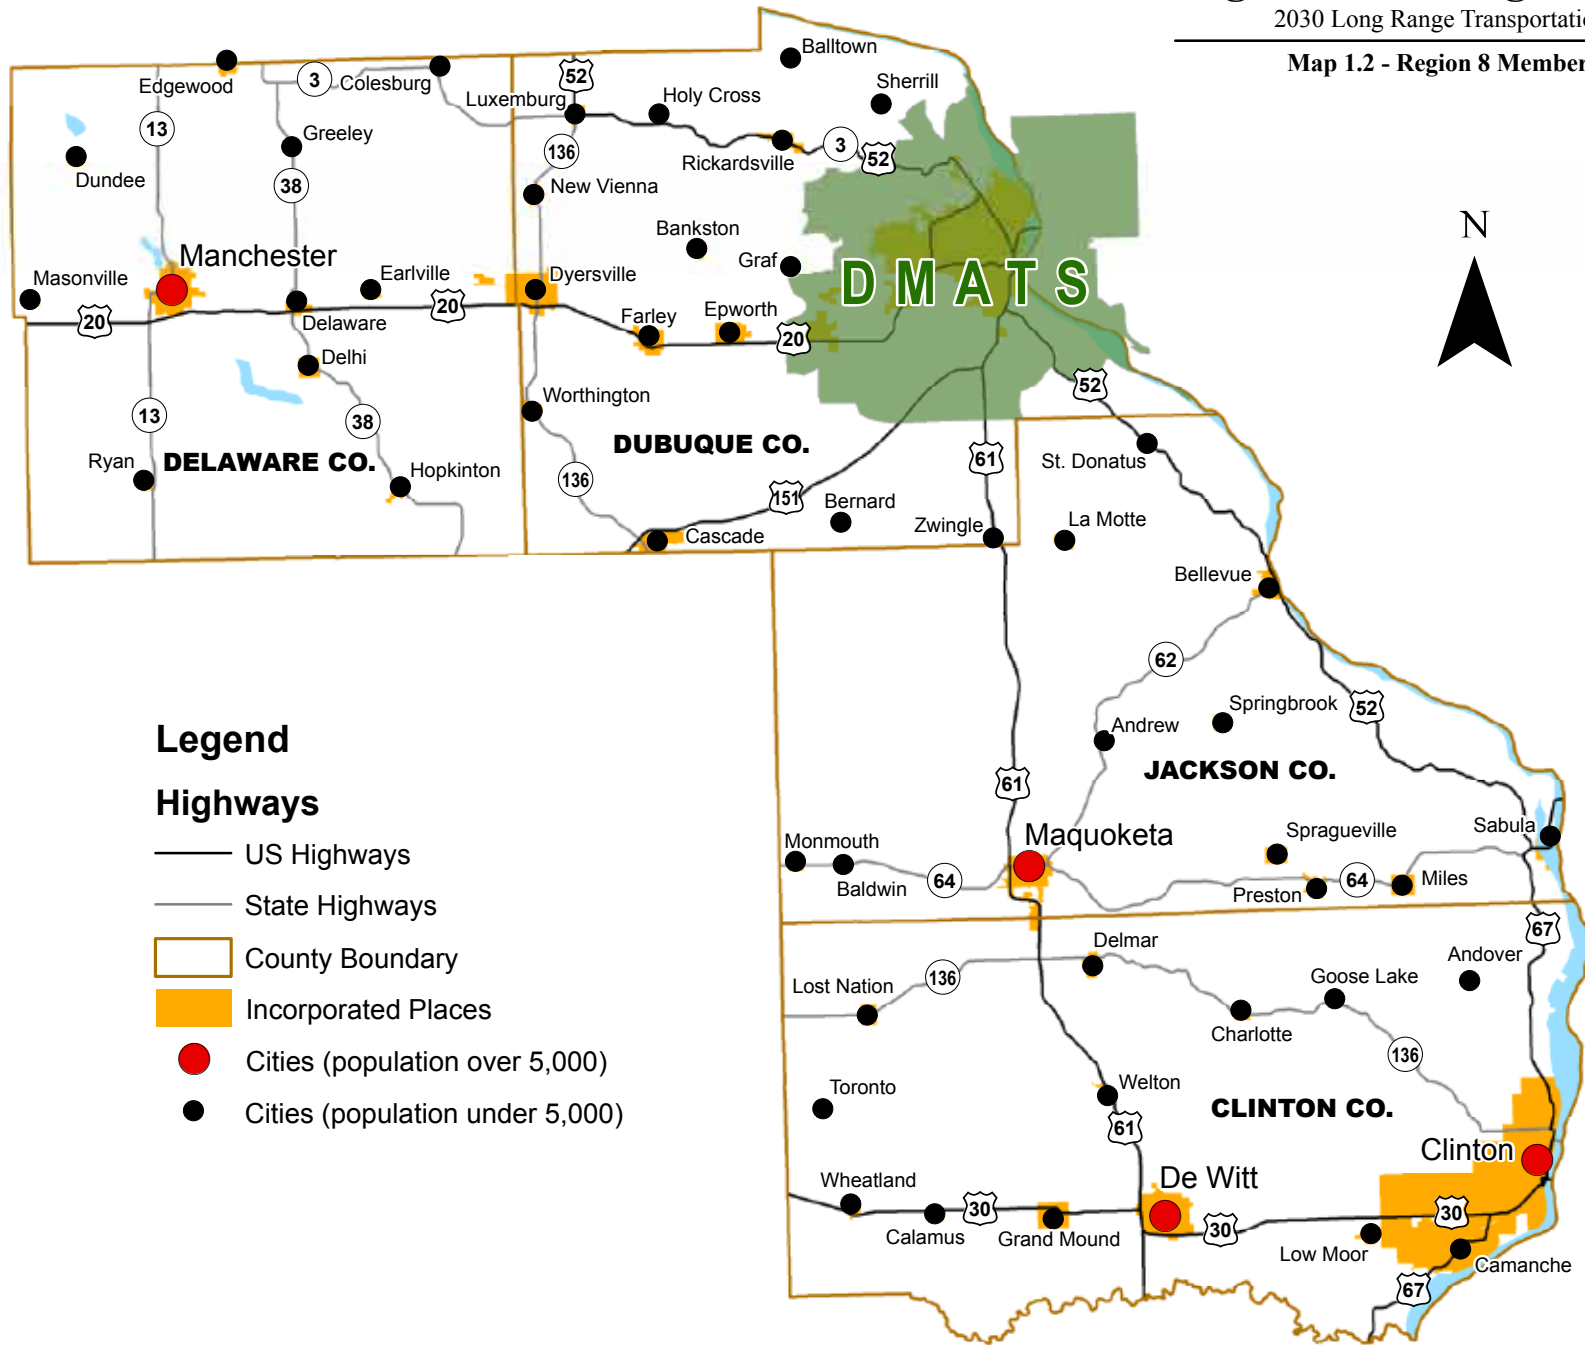 2030 Long Range Transportatio
Map 1.2 - Region 8 Member
N
Balltown
Sherrill
Edgewood
3
Colesburg
52
Luxemburg
Holy Cross
13
Greeley
136
Rickardsville
3
52
Dundee
38
New Vienna
Bankston
Graf
Manchester
Masonville
Earlville
Dyersville
DMATS
20
Delaware
20
Farley
Epworth
20
Delhi
52
13
38
Worthington
DUBUQUE CO.
61
St. Donatus
Ryan
DELAWARE CO.
Hopkinton
136
151
Bernard
Zwingle
La Motte
Cascade
Bellevue
62
Springbrook
52
Andrew
JACKSON CO.
61
Legend
Highways
US Highways
State Highways
County Boundary
Incorporated Places
Cities (population over 5,000)
Cities (population under 5,000)
Monmouth
Maquoketa
Spragueville
Sabula
Baldwin
64
Preston
64
Miles
67
Delmar
Andover
Lost Nation
136
Goose Lake
Charlotte
136
Toronto
Welton
61
CLINTON CO.
Clinton
De Witt
Wheatland
30
30
30
Calamus
Grand Mound
Low Moor
Camanche
67